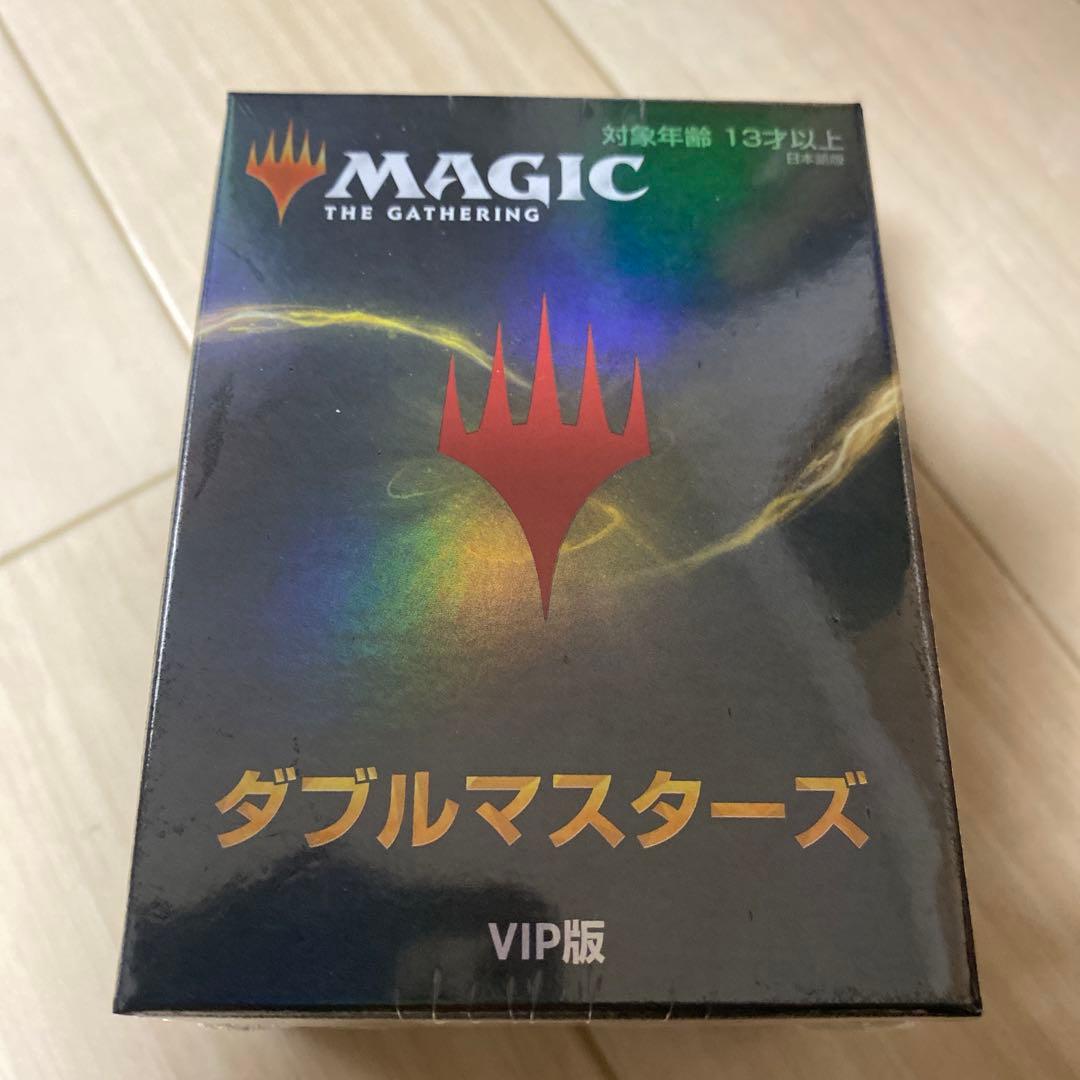 対象年齢 13才以上
日本語版
MAGIC
THE GATHERING
ダブルマスターズ
VIP版